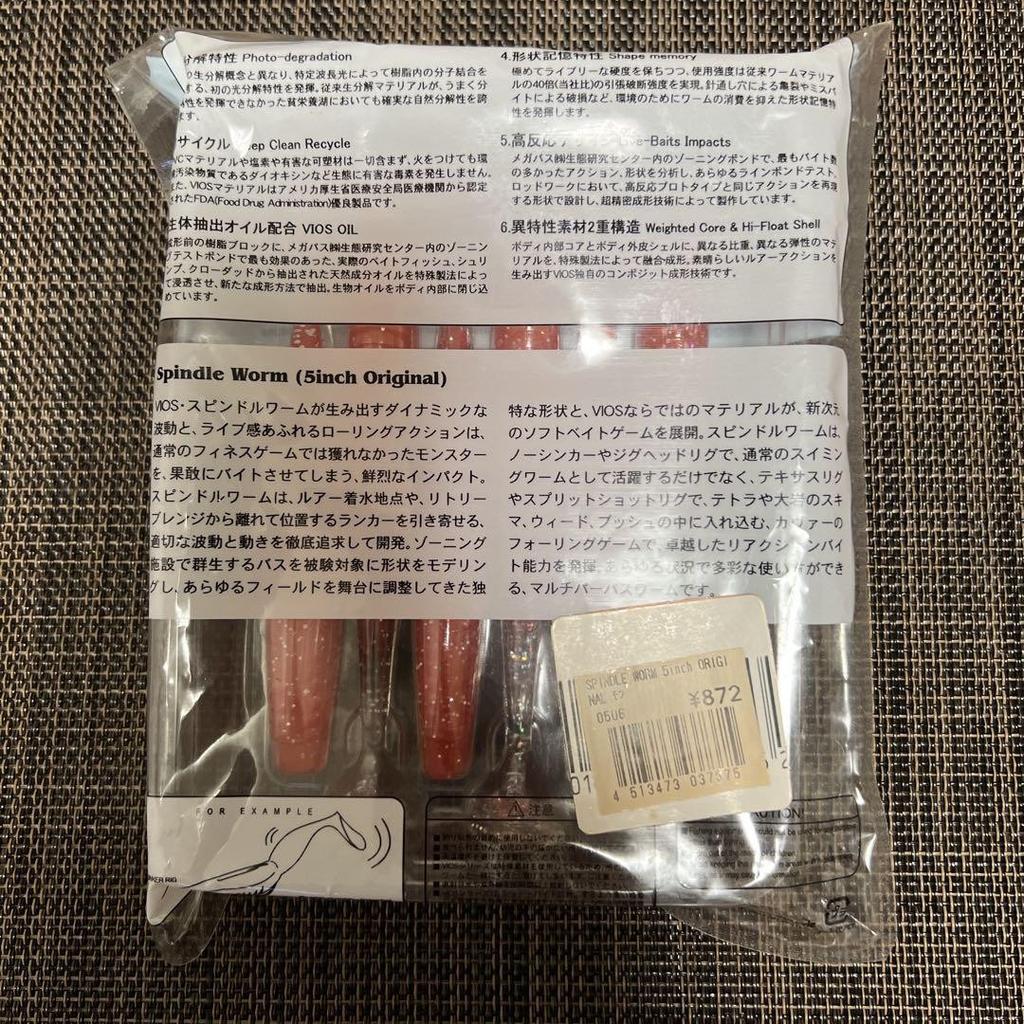 分解特性 Photo-degradation
の生分解概念と異なり、特定波長光によって樹脂内の分子結合を
する、初の光分解特性を発揮。従来生分解マテリアルが、うまく分
性を発揮できなかった貧栄養湖においても確実な自然分解性を誇
ます。
サイクル Deep Clean Recycle
VCマテリアルや塩素や有害な可塑材は一切含まず、火をつけても環
汚染物質であるダイオキシンなど生態に有害な毒素を発生しません。
また、VIOSマテリアルはアメリカ厚生省医療安全局医療機関から認定
されたFDA(Food Drug Administration)優良製品です。
生体抽出オイル配合 VIOS OIL
成形前の樹脂ブロックに、メガバス㈱生態研究センター内のゾーニン
グテストポンドで最も効果のあった、実際のベイトフィッシュ、シュリ
ンプ、クローダッドから抽出された天然成分オイルを特殊製法によっ
て浸透させ、新たな成形方法で抽出。生物オイルをボディ内部に閉じ込
めています。
4.形状記憶特性 Shape memory
極めてライブリーな硬度を保ちつつ、使用強度は従来ワームマテリア
ルの40倍(当社比)の引張破断強度を実現。針通し穴による亀裂やミスバ
イトによる破損など、環境のためにワームの消費を抑えた形状記憶特
性を発揮します。
5.高反応デザイン Live-Baits Impacts
メガバス㈱生態研究センター内のゾーニングポンドで、最もバイト数
の多かったアクション、形状を分析し、あらゆるラインポンドテスト、
ロッドワークにおいて、高反応プロトタイプと同じアクションを再現
する形状で設計し、超精密成形技術によって製作しています。
6.異特性素材2重構造 Weighted Core & Hi-Float Shell
ボディ内部コアとボディ外皮シェルに、異なる比重、異なる弾性のマテ
リアルを、特殊製法で融合。素晴らしいルアーアクションを
生み出すVIOS独自のコンポジット成形技術です。
Spindle Worm (5inch Original)
VIOS・スピンドルワームが生み出すダイナミックな
波動と、ライブ感あふれるローリングアクションは、
通常のフィネスゲームでは獲れなかったモンスター
を、果敢にバイトさせてしまう、鮮烈なインパクト。
スピンドルワームは、ルアー着水地点や、リトリー
ブレンジから離れて位置するランカーを引き寄せる、
適切な波動と動きを徹底追求して開発。ゾーニング
施設で群生するバスを被験対象に形状をモデリン
グし、あらゆるフィールドを舞台に調整してきた独
特な形状と、VIOSならではのマテリアルが、新次元
のソフトベイトゲームを展開。スピンドルワームは、
ノーシンカーやジグヘッドリグで、通常のスイミン
グワームとして活躍するだけでなく、テキサスリグ
やスプリットショットリグで、テトラや大岩のスキ
マ、ウィード、ブッシュの中に入れ込む、カヴァーの
フォーリングゲームで、卓越したリアクションバイ
ト能力を発揮。あらゆる状況で多彩な使い方ができ
る、マルチパーパスワームです。
SPINDLE WORM 5inch ORIGI
NAL
0506 ¥872
4 513473 037375
FOR EXAMPLE
注意
CAUTION